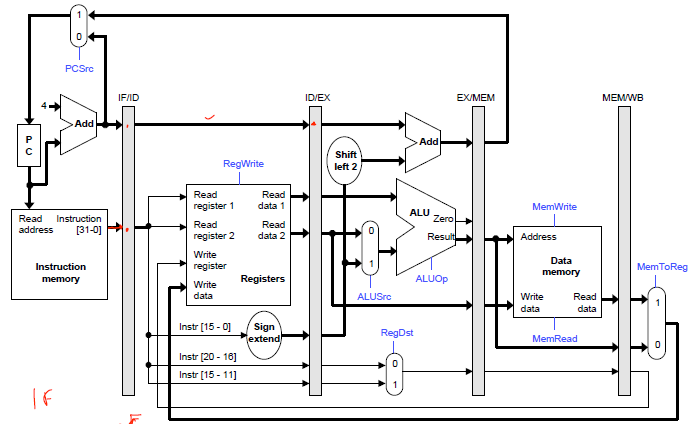 1
0
PCSrc
4
Add
P
C
IF/ID
ID/EX
EX/MEM
MEM/WB
RegWrite
Read
address
Instruction
[31-0]
Instruction
memory
Read
register 1
Read
data 1
Read
register 2
Read
data 2
Write
register
Write
data
Registers
Shift
left 2
Add
ALU
Zero
Result
ALUOp
0
1
ALUSrc
MemWrite
Address
Data
memory
Write
data
Read
data
MemRead
MemToReg
1
0
Instr [15 - 0]
Sign
extend
RegDst
Instr [20 - 16]
0
Instr [15 - 11]
1
IF